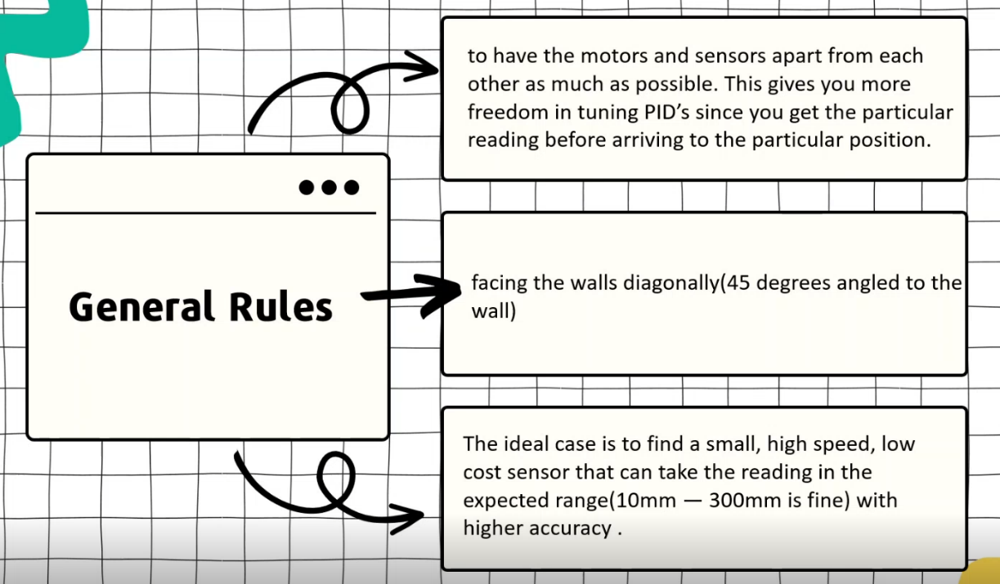 General Rules
to have the motors and sensors apart from each
other as much as possible. This gives you more
freedom in tuning PID’s since you get the particular
reading before arriving to the particular position.
facing the walls diagonally(45 degrees angled to the
wall)
The ideal case is to find a small, high speed, low
cost sensor that can take the reading in the
expected range(10mm — 300mm is fine) with
higher accuracy .